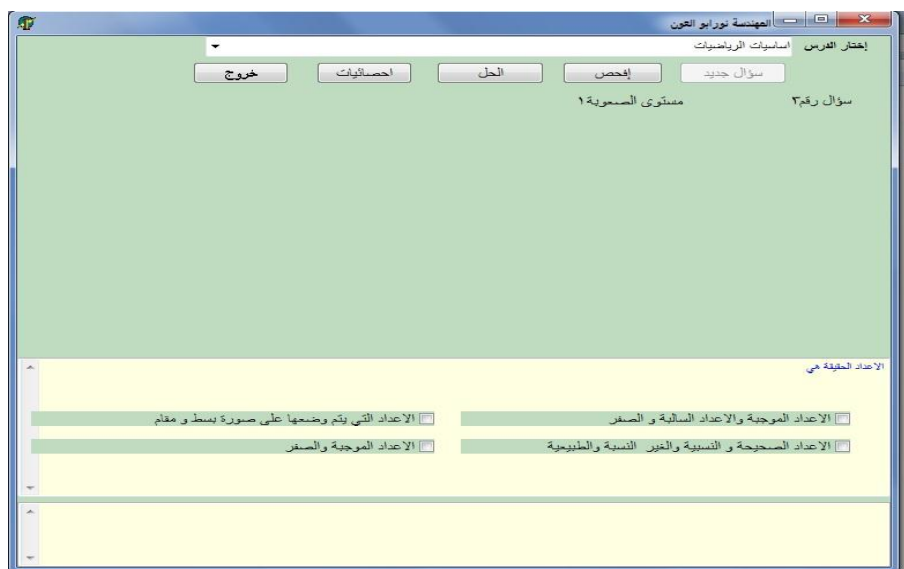 المهندسة نورابو العون
إختار الدرس اساسيات الرياضيات
سؤال جديد إفحص الحل احصائيات خروج
سؤال رقم٣ مستوى الصعوبة١
الاعداد الحقيقة هي
الاعداد الموجبة والاعداد السالبة و الصفر الاعداد التي يتم وضعها على صورة بسط و مقام
الاعداد الصحيحة و النسبية والغير النسبة والطبيعية الاعداد الموجبة والصفر